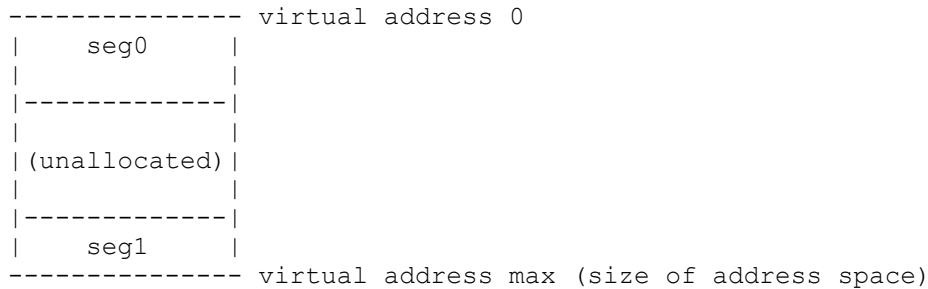 --------------- virtual address 0
|    seg0      |
|              |
|-------------|
|              |
|(unallocated)|
|              |
|-------------|
|    seg1      |
--------------- virtual address max (size of address space)